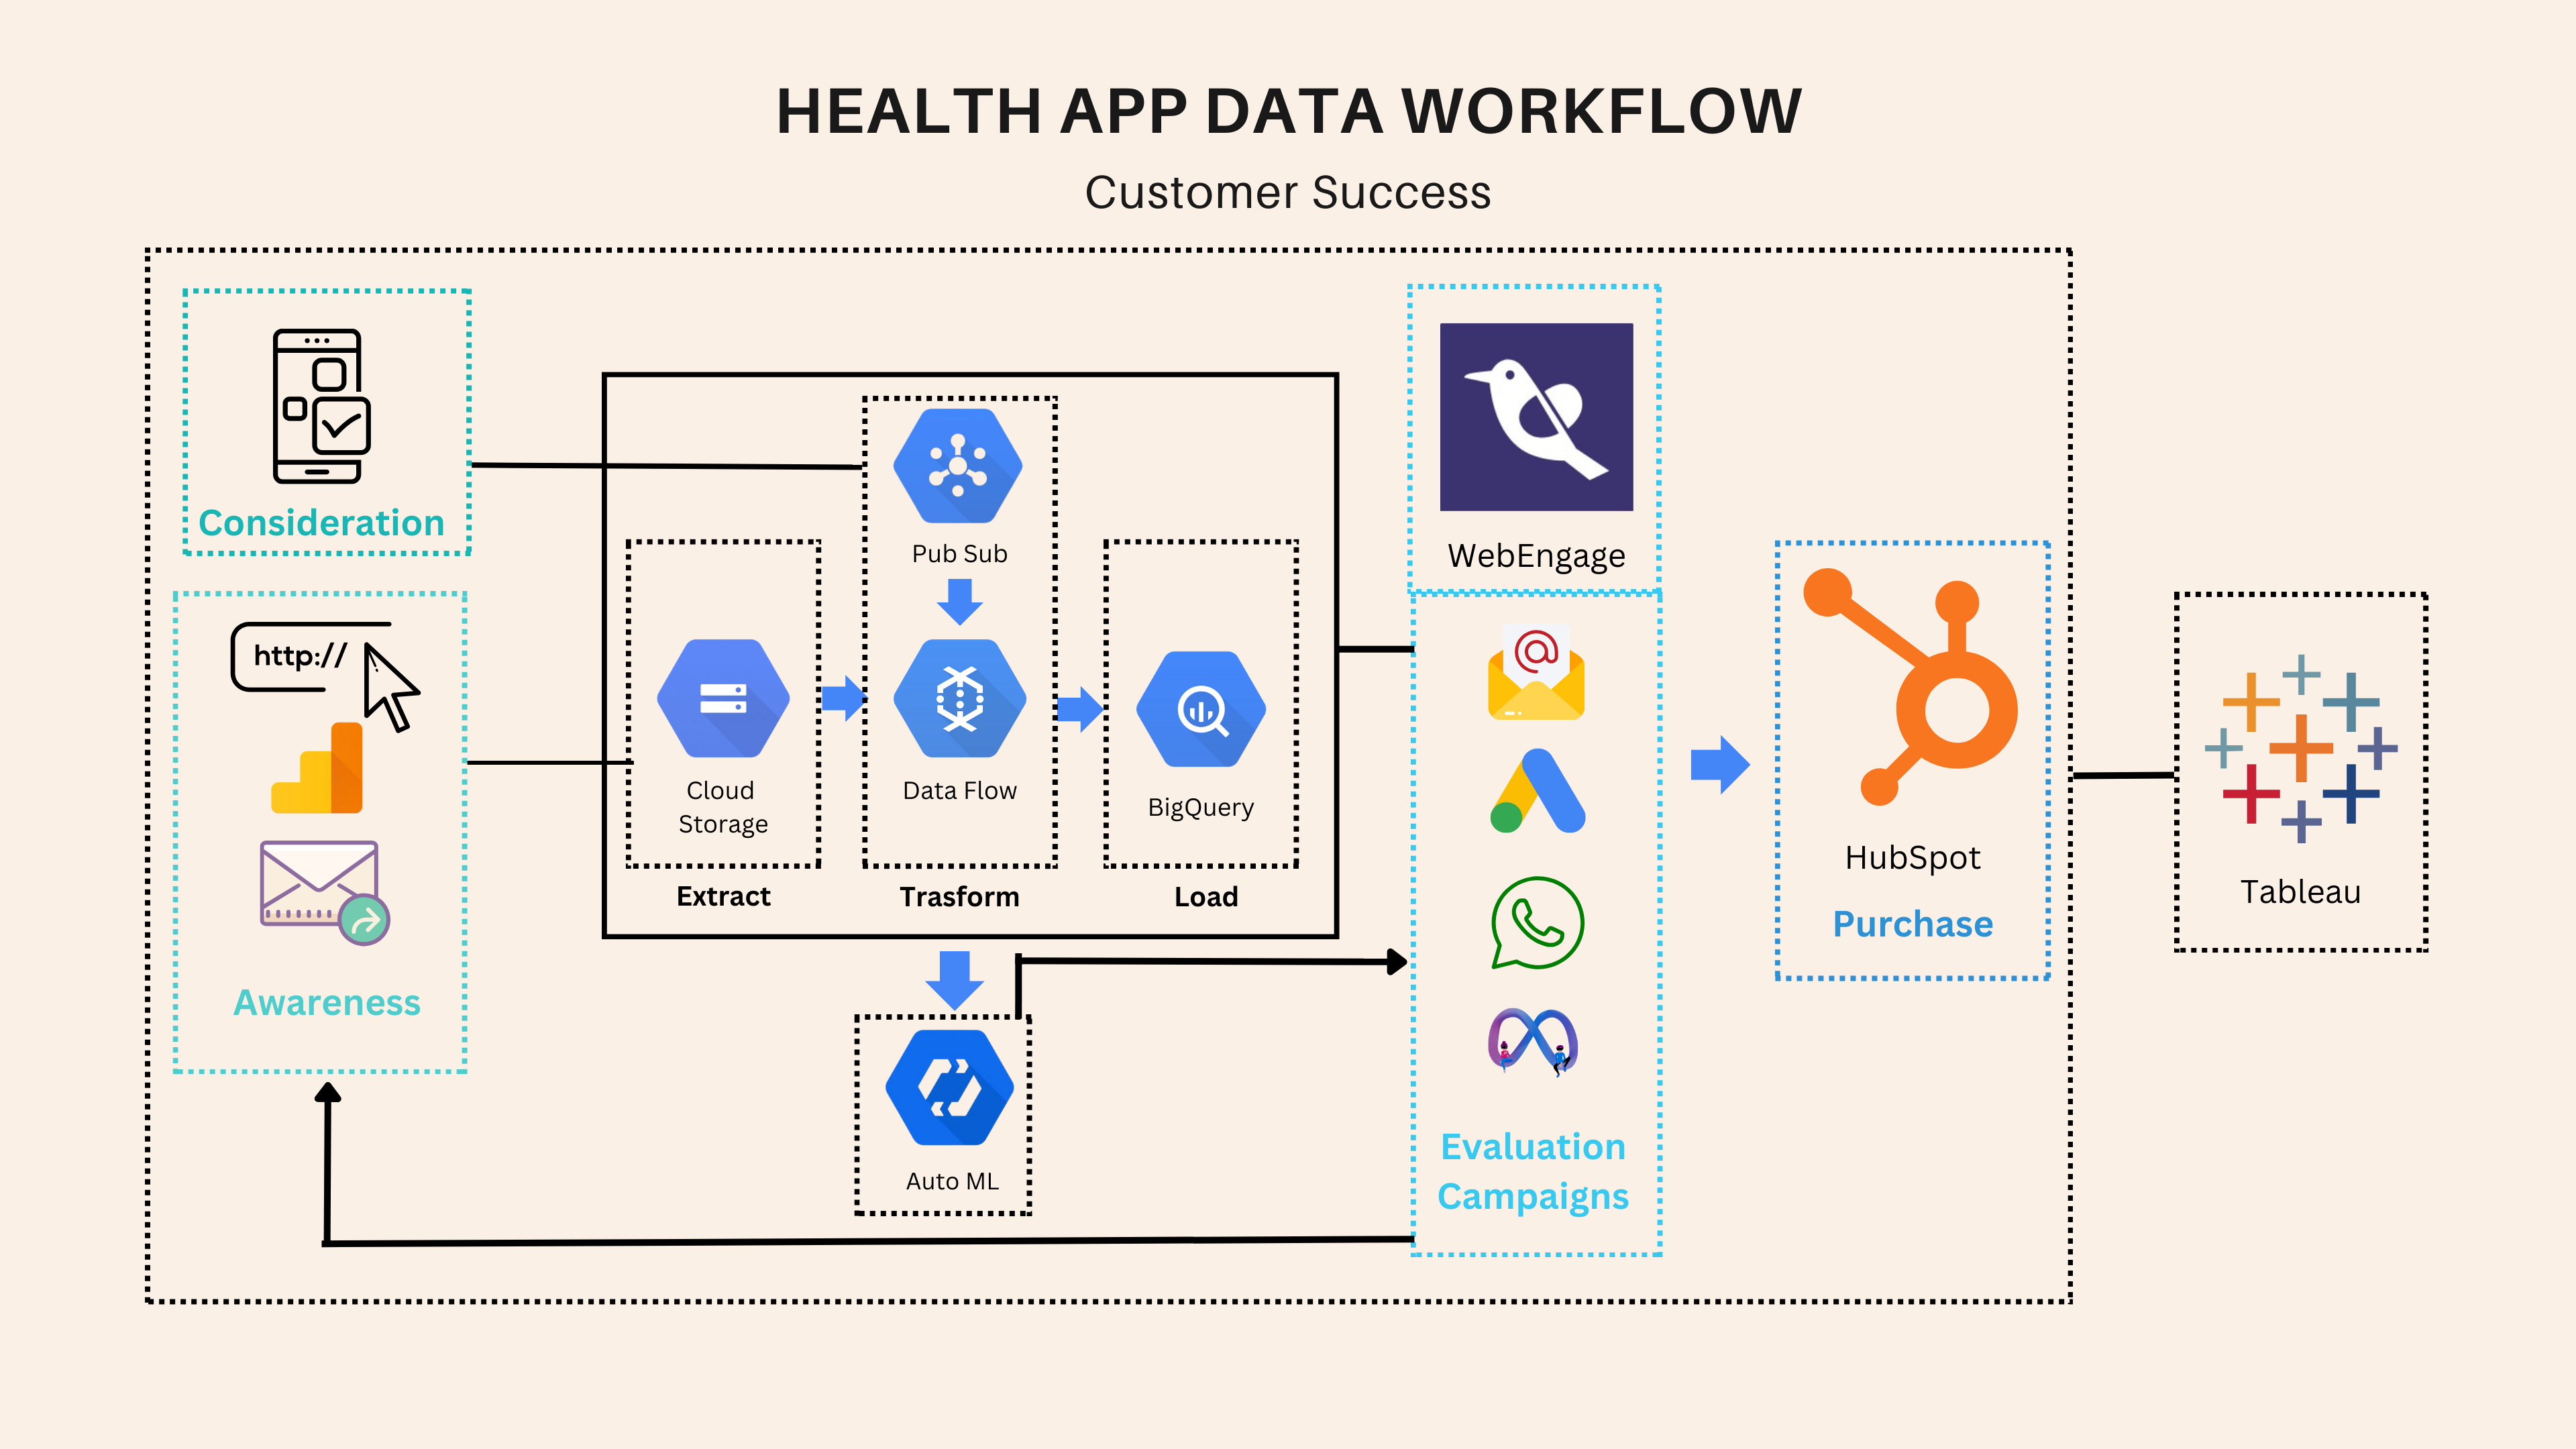 HEALTH APP DATA WORKFLOW
Customer Success
Consideration
http://
Awareness
Pub Sub
Cloud
Storage
Data Flow
BigQuery
Extract
Trasform
Load
Auto ML
WebEngage
Evaluation
Campaigns
HubSpot
Purchase
Tableau